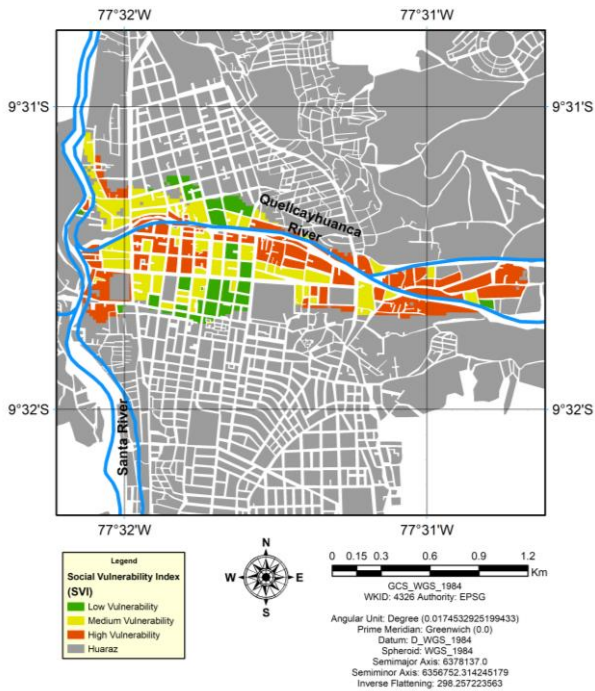 77°32'W 77°31'W
9°31'S 9°31'S
Quellcayhuanca
River
9°32'S 9°32'S
Santa River
77°32'W 77°31'W
Legend
Social Vulnerability Index
(SVI)
Low Vulnerability
Medium Vulnerability
High Vulnerability
Huaraz
N
W E
S
0 0.15 0.3 0.6 0.9 1.2
Km
GCS_WGS_1984
WKID: 4326 Authority: EPSG
Angular Unit: Degree (0.0174532925199433)
Prime Meridian: Greenwich (0.0)
Datum: D_WGS_1984
Spheroid: WGS_1984
Semimajor Axis: 6378137.0
Semiminor Axis: 6356752.314245179
Inverse Flattening: 298.257223563